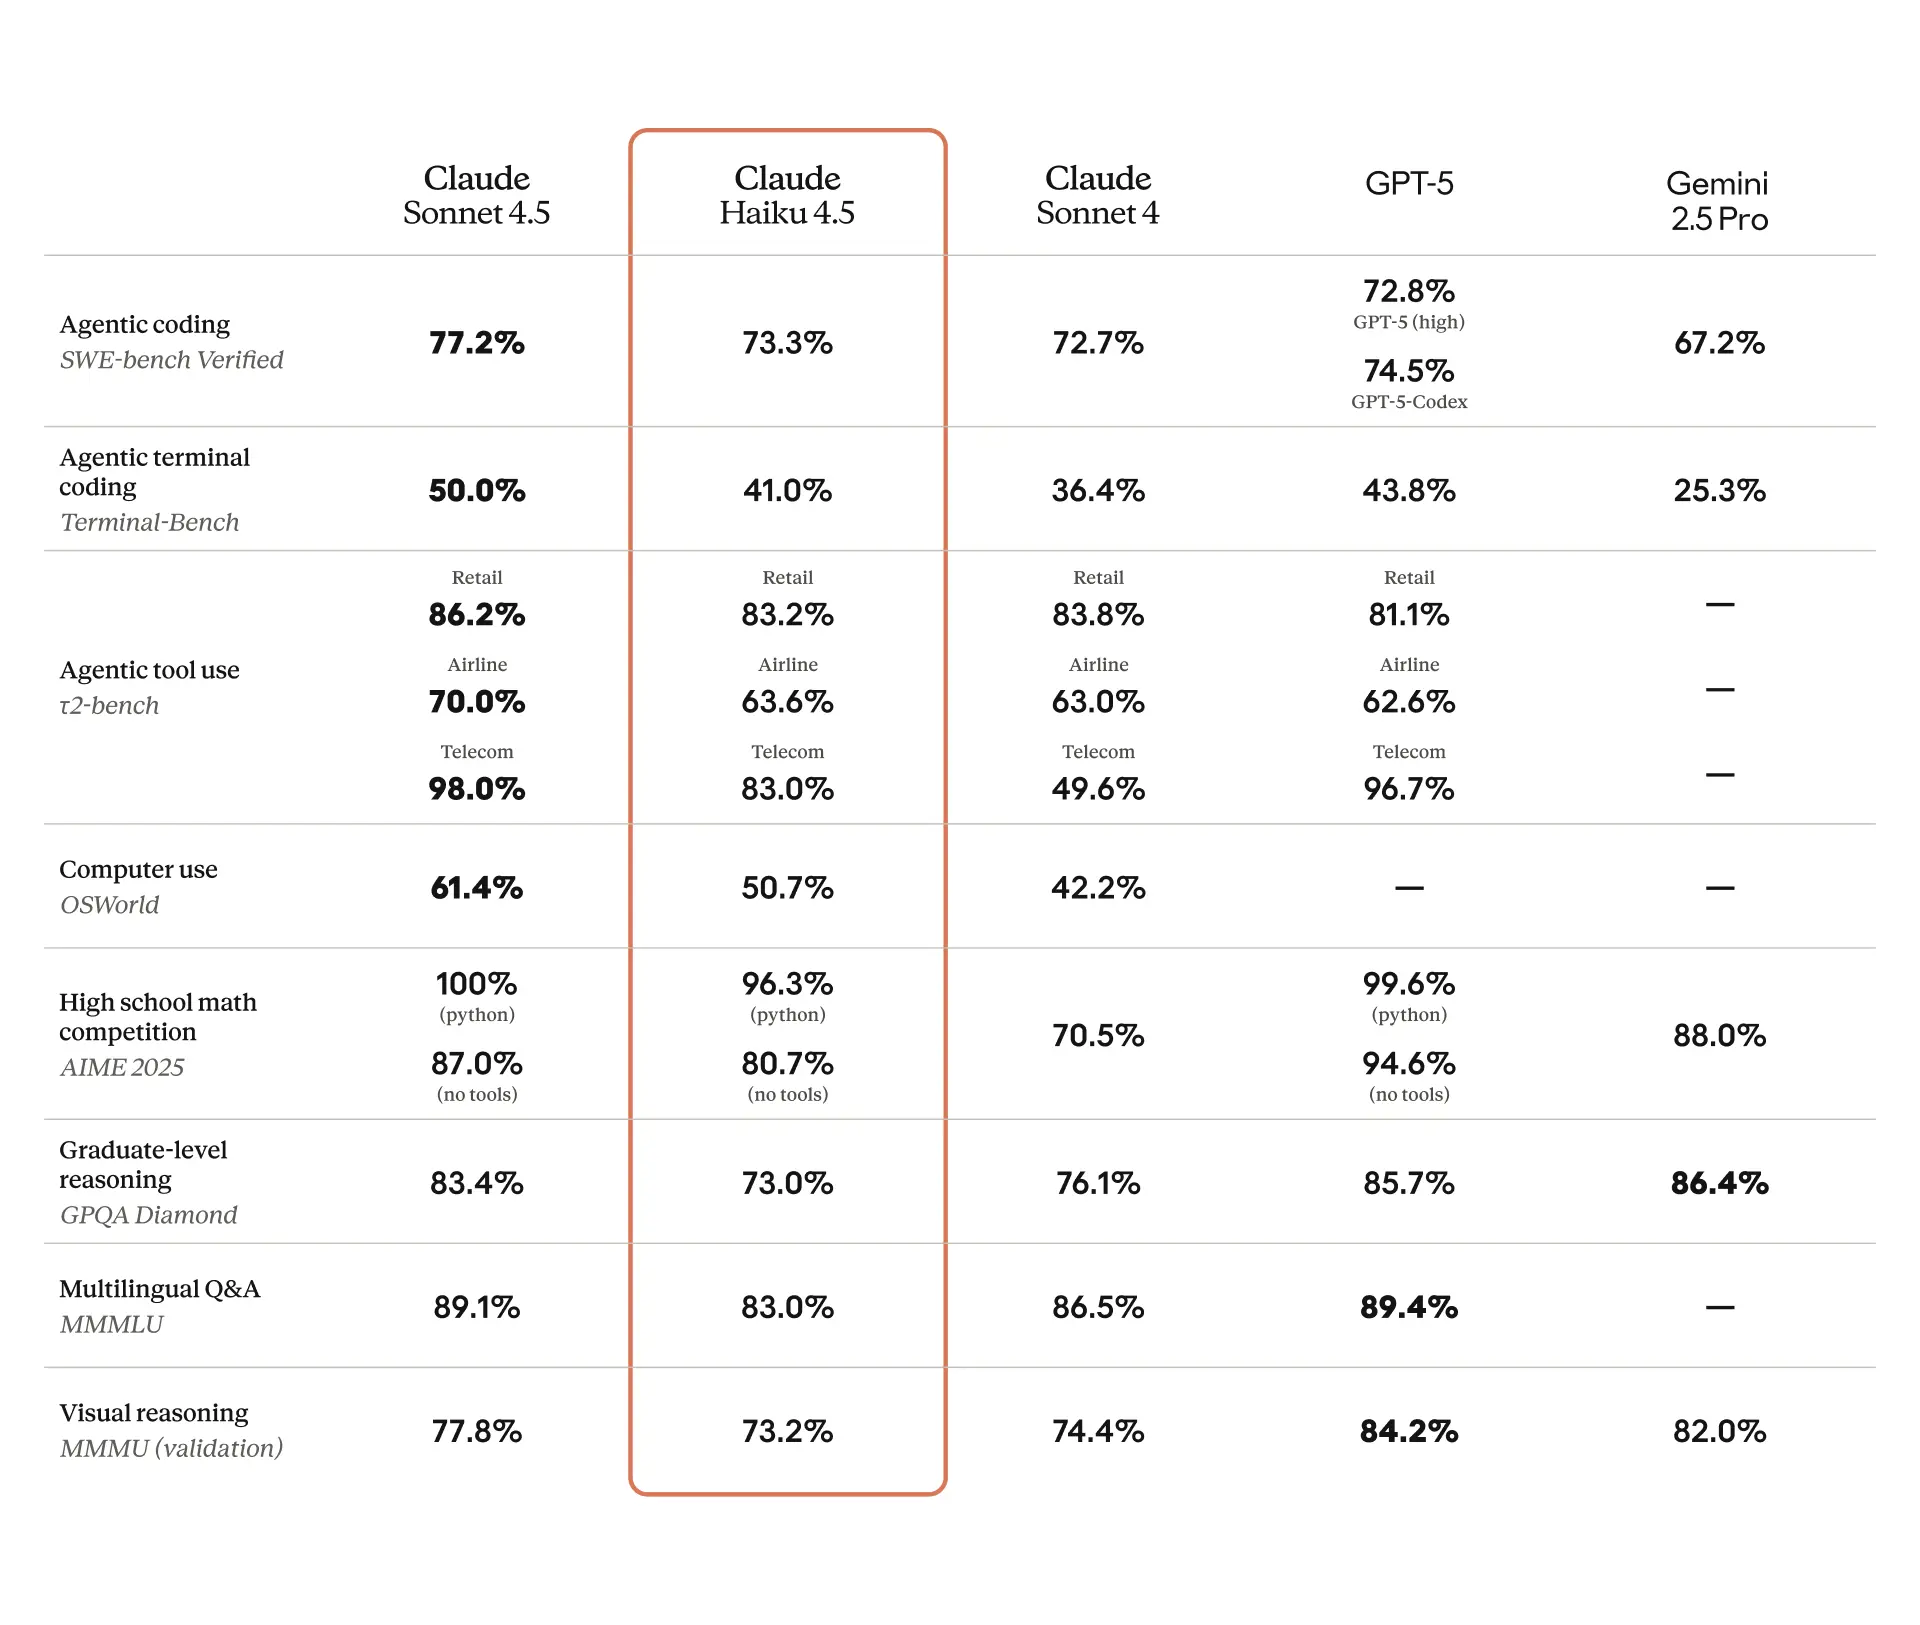 Claude
Sonnet 4.5
Claude
Haiku 4.5
Claude
Sonnet 4
GPT-5
Gemini
2.5 Pro
Agentic coding
SWE-bench Verified
77.2%
73.3%
72.7%
72.8%
GPT-5 (high)
74.5%
GPT-5-Codex
67.2%
Agentic terminal
coding
Terminal-Bench
50.0%
41.0%
36.4%
43.8%
25.3%
Agentic tool use
τ2-bench
Retail
86.2%
Airline
70.0%
Telecom
98.0%
Retail
83.2%
Airline
63.6%
Telecom
83.0%
Retail
83.8%
Airline
63.0%
Telecom
49.6%
Retail
81.1%
Airline
62.6%
Telecom
96.7%
—
—
—
Computer use
OSWorld
61.4%
50.7%
42.2%
—
—
High school math
competition
AIME 2025
100%
(python)
87.0%
(no tools)
96.3%
(python)
80.7%
(no tools)
70.5%
99.6%
(python)
94.6%
(no tools)
88.0%
Graduate-level
reasoning
GPQA Diamond
83.4%
73.0%
76.1%
85.7%
86.4%
Multilingual Q&A
MMMLU
89.1%
83.0%
86.5%
89.4%
—
Visual reasoning
MMMU (validation)
77.8%
73.2%
74.4%
84.2%
82.0%